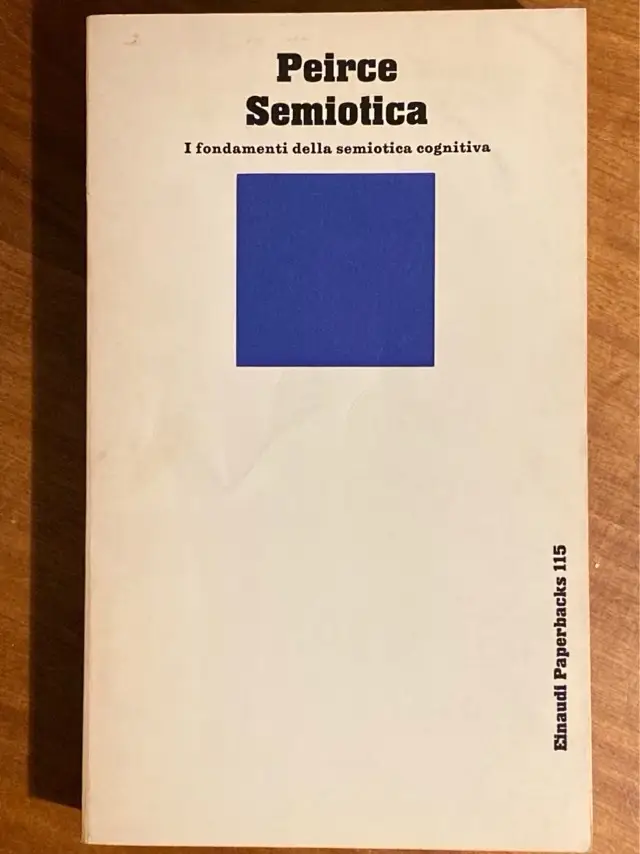 Peirce
Semiotica
I fondamenti della semiotica cognitiva
Einaudi Paperbacks 115